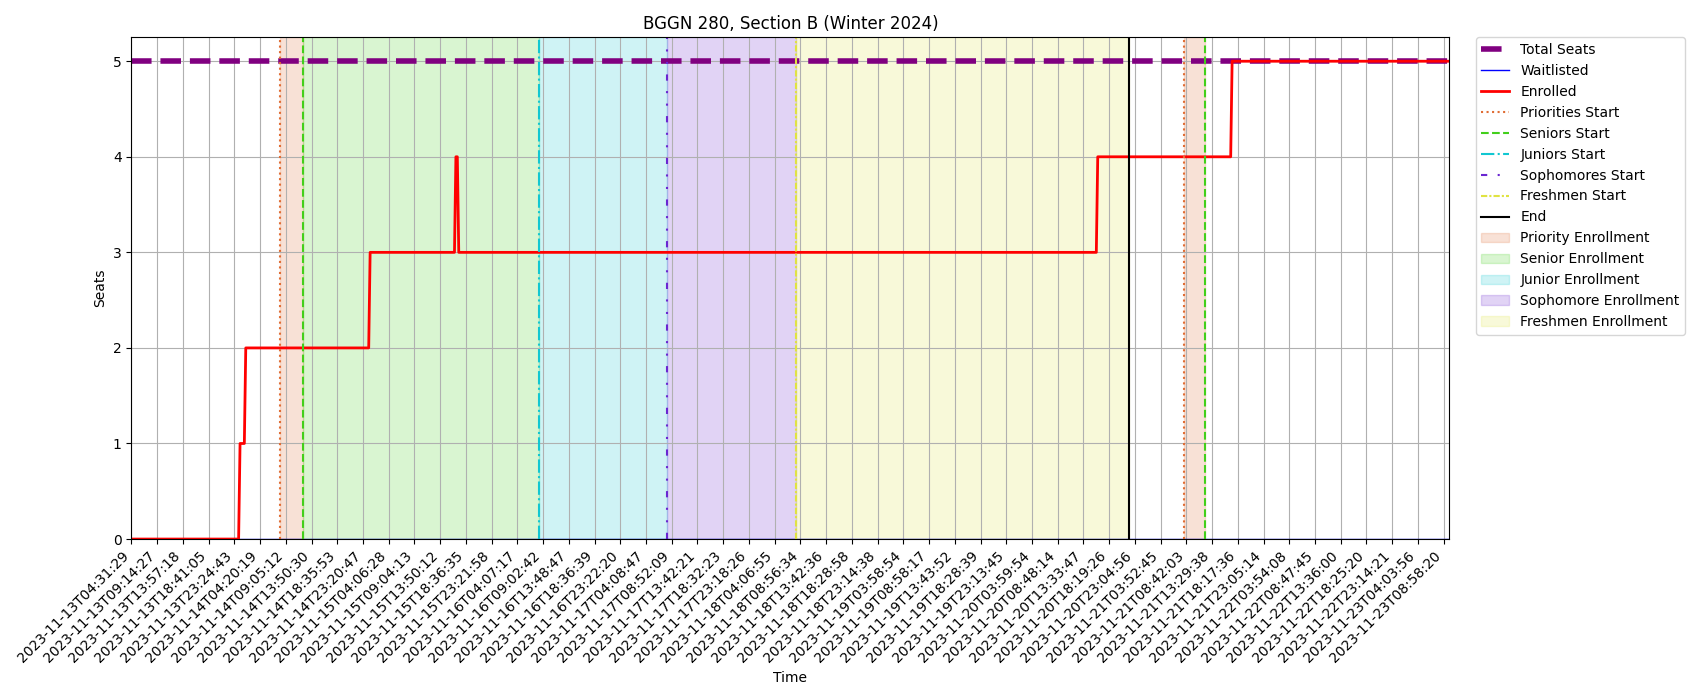 BGGN 280, Section B (Winter 2024)
Seats
5
4
3
2
1
0
2023-11-13T04:31:29
2023-11-13T09:14:27
2023-11-13T13:57:18
2023-11-13T18:41:05
2023-11-13T23:24:43
2023-11-14T04:20:19
2023-11-14T09:05:12
2023-11-14T13:50:30
2023-11-14T18:35:53
2023-11-14T23:20:47
2023-11-15T04:06:28
2023-11-15T09:04:13
2023-11-15T13:50:12
2023-11-15T18:36:35
2023-11-15T23:21:58
2023-11-16T04:07:17
2023-11-16T09:02:42
2023-11-16T13:48:47
2023-11-16T18:36:39
2023-11-16T23:22:20
2023-11-17T04:08:47
2023-11-17T08:52:09
2023-11-17T13:42:21
2023-11-17T18:32:23
2023-11-17T23:18:26
2023-11-18T04:06:55
2023-11-18T08:56:34
2023-11-18T13:42:36
2023-11-18T18:28:58
2023-11-18T23:14:38
2023-11-19T03:58:54
2023-11-19T08:58:17
2023-11-19T13:43:52
2023-11-19T18:28:39
2023-11-19T23:13:45
2023-11-20T03:59:54
2023-11-20T08:48:14
2023-11-20T13:33:47
2023-11-20T18:19:26
2023-11-20T23:04:56
2023-11-21T03:52:45
2023-11-21T08:42:03
2023-11-21T13:29:38
2023-11-21T18:17:36
2023-11-21T23:05:14
2023-11-22T03:54:08
2023-11-22T08:47:45
2023-11-22T13:36:00
2023-11-22T18:25:20
2023-11-22T23:14:21
2023-11-23T04:03:56
2023-11-23T08:58:20
Time
Total Seats
Waitlisted
Enrolled
Priorities Start
Seniors Start
Juniors Start
Sophomores Start
Freshmen Start
End
Priority Enrollment
Senior Enrollment
Junior Enrollment
Sophomore Enrollment
Freshmen Enrollment